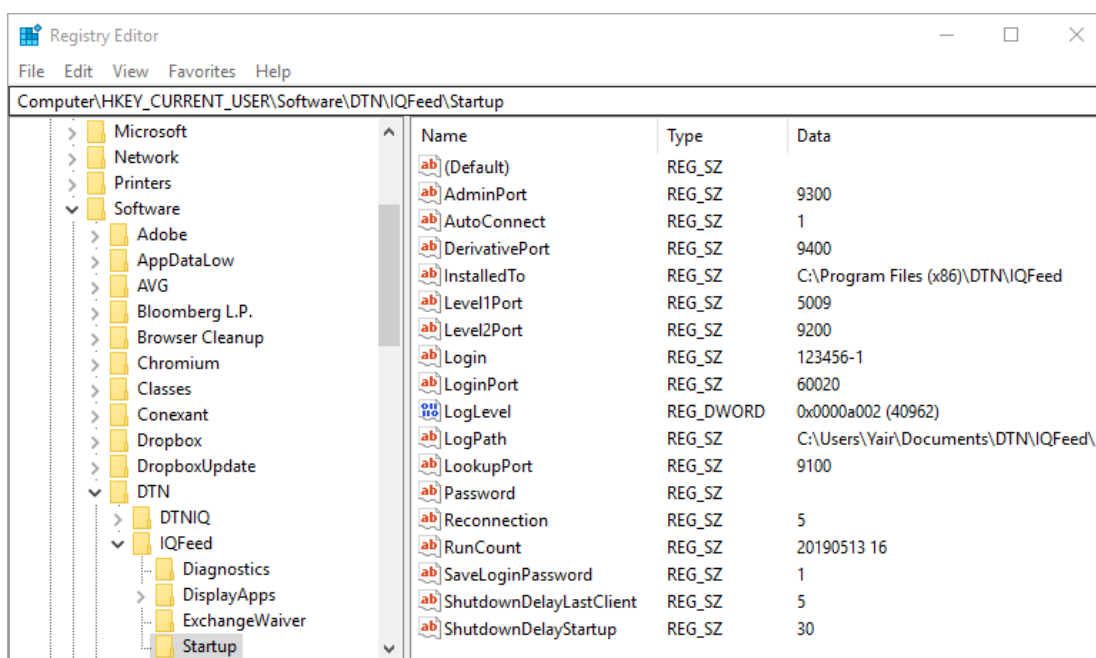 Registry Editor
File Edit View Favorites Help
Computer\HKEY_CURRENT_USER\Software\DTN\IQFeed\Startup
Microsoft
Network
Printers
Software
Adobe
AppDataLow
AVG
Bloomberg L.P.
Browser Cleanup
Chromium
Classes
Conexant
Dropbox
DropboxUpdate
DTN
DTNIQ
IQFeed
Diagnostics
DisplayApps
ExchangeWaiver
Startup
Name Type Data
(Default) REG_SZ
AdminPort REG_SZ 9300
AutoConnect REG_SZ 1
DerivativePort REG_SZ 9400
InstalledTo REG_SZ C:\Program Files (x86)\DTN\IQFeed
Level1Port REG_SZ 5009
Level2Port REG_SZ 9200
Login REG_SZ 123456-1
LoginPort REG_SZ 60020
LogLevel REG_DWORD 0x0000a002 (40962)
LogPath REG_SZ C:\Users\Yair\Documents\DTN\IQFeed\
LookupPort REG_SZ 9100
Password REG_SZ
Reconnection REG_SZ 5
RunCount REG_SZ 20190513 16
SaveLoginPassword REG_SZ 1
ShutdownDelayLastClient REG_SZ 5
ShutdownDelayStartup REG_SZ 30